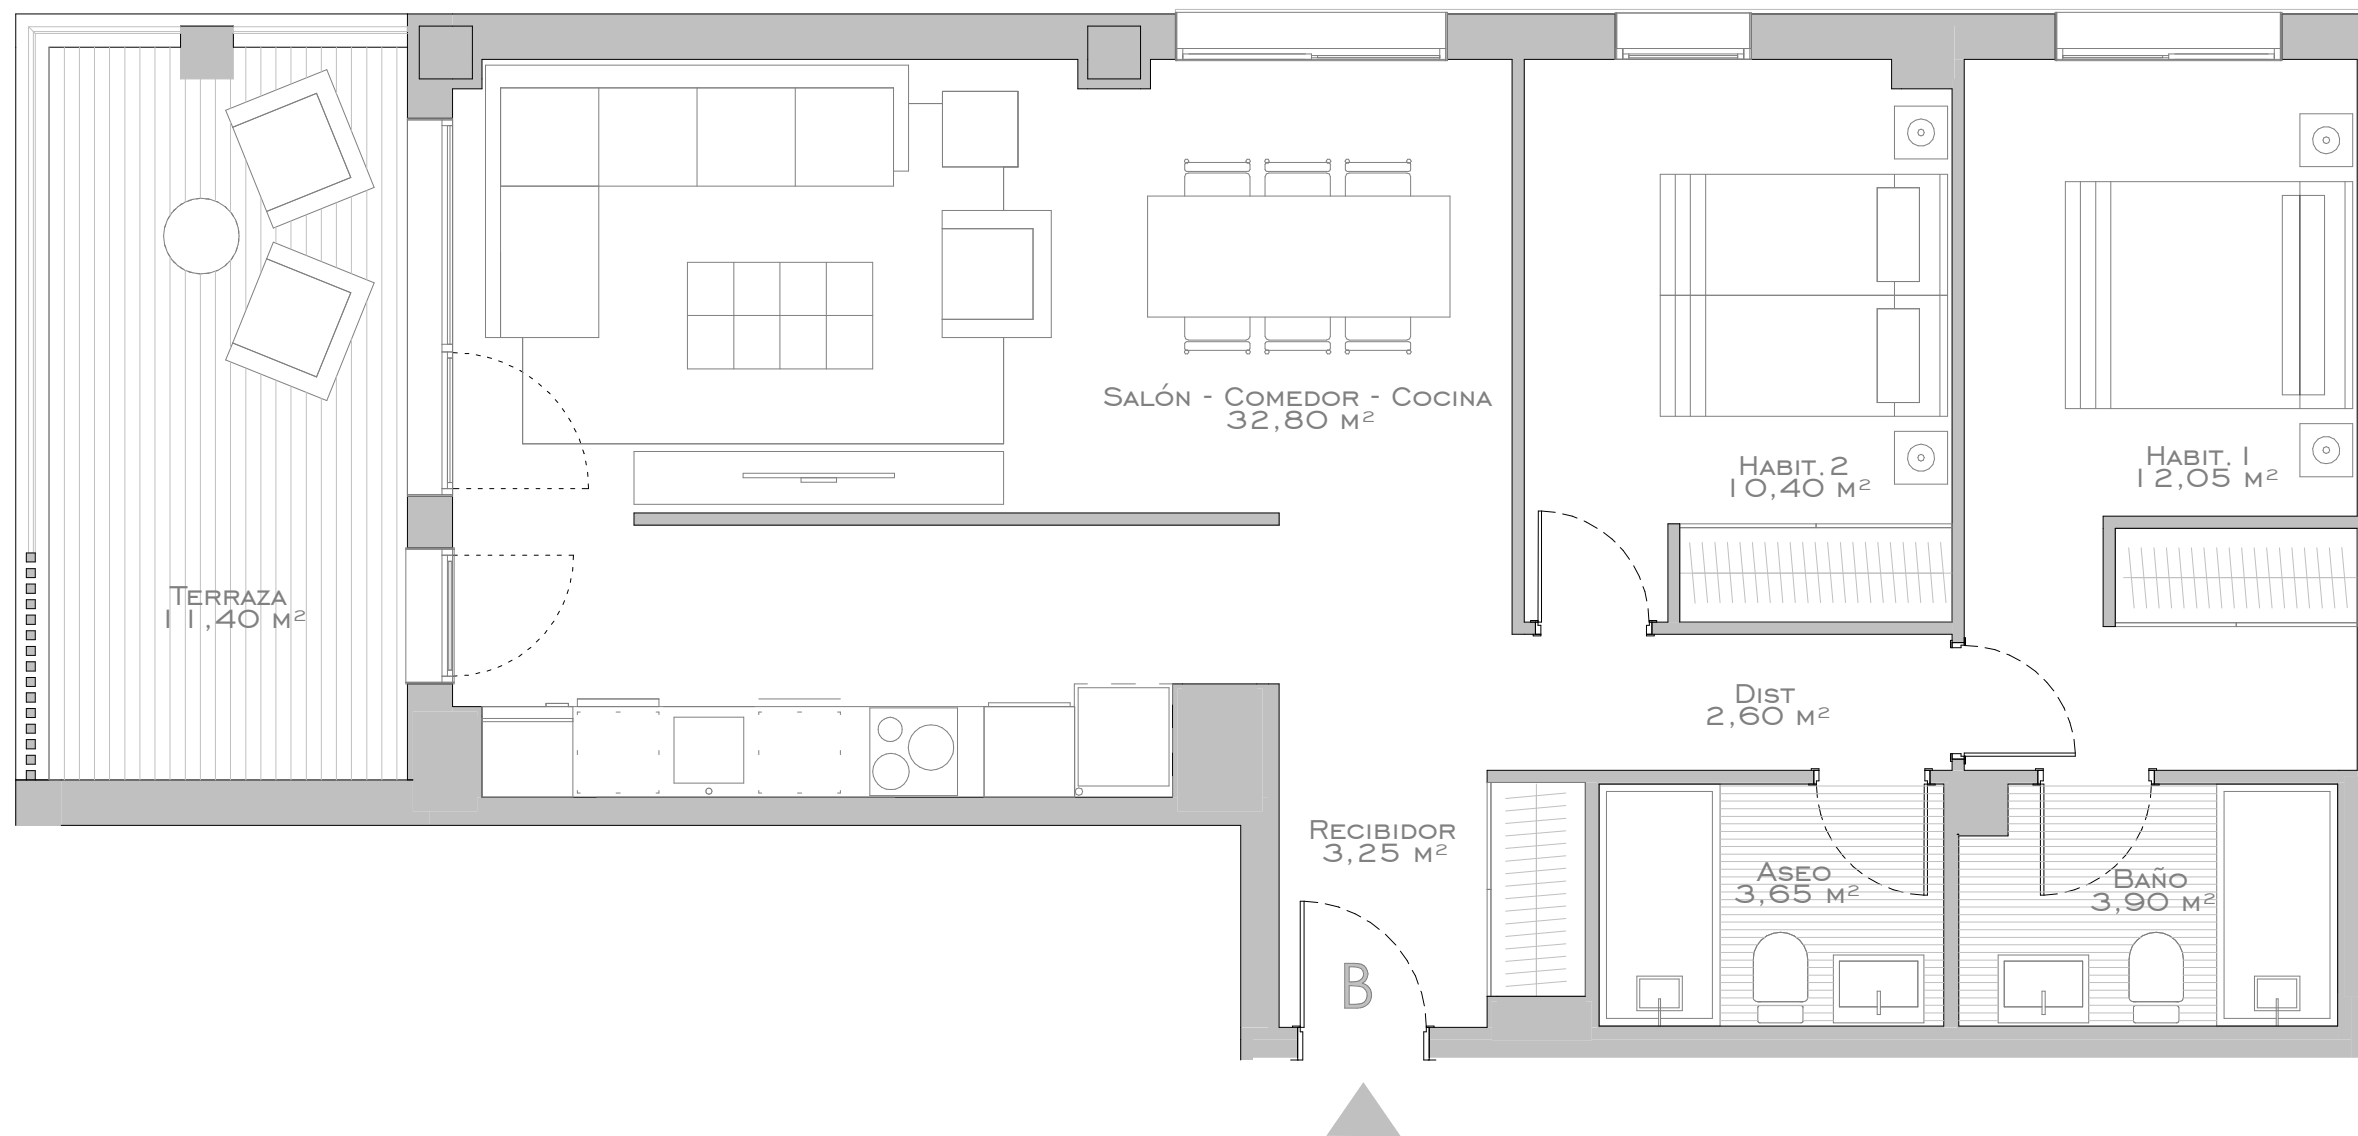 Salón - Comedor - Cocina
32,80 m²
Habit. 2
10,40 m²
Habit. 1
12,05 m²
Terraza
11,40 m²
Dist
2,60 m²
Recibidor
3,25 m²
Aseo
3,65 m²
Baño
3,90 m²
B